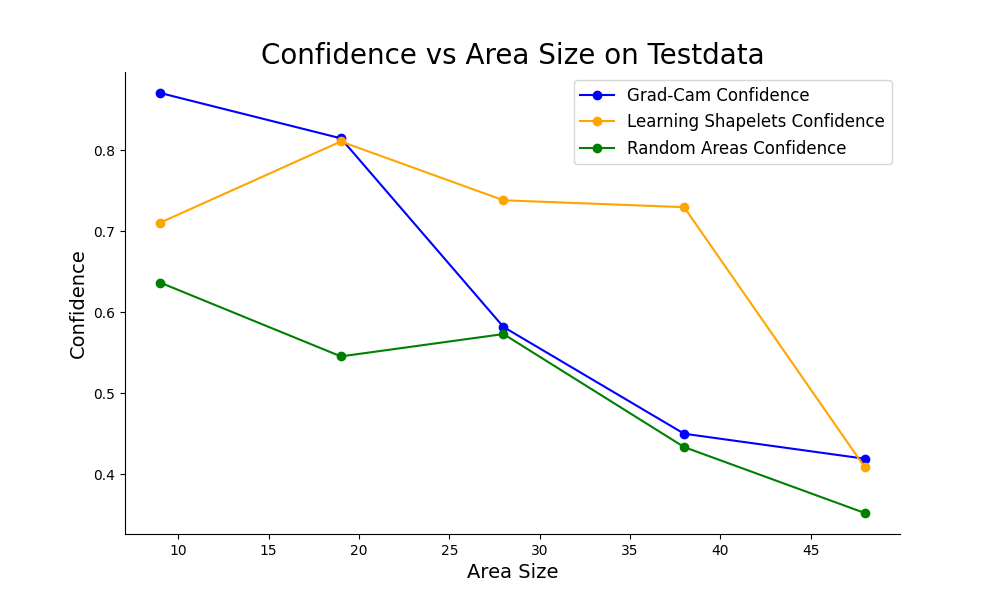 Confidence vs Area Size on Testdata
Grad-Cam Confidence
Learning Shapelets Confidence
Random Areas Confidence
Confidence
0.8
0.7
0.6
0.5
0.4
10 15 20 25 30 35 40 45
Area Size